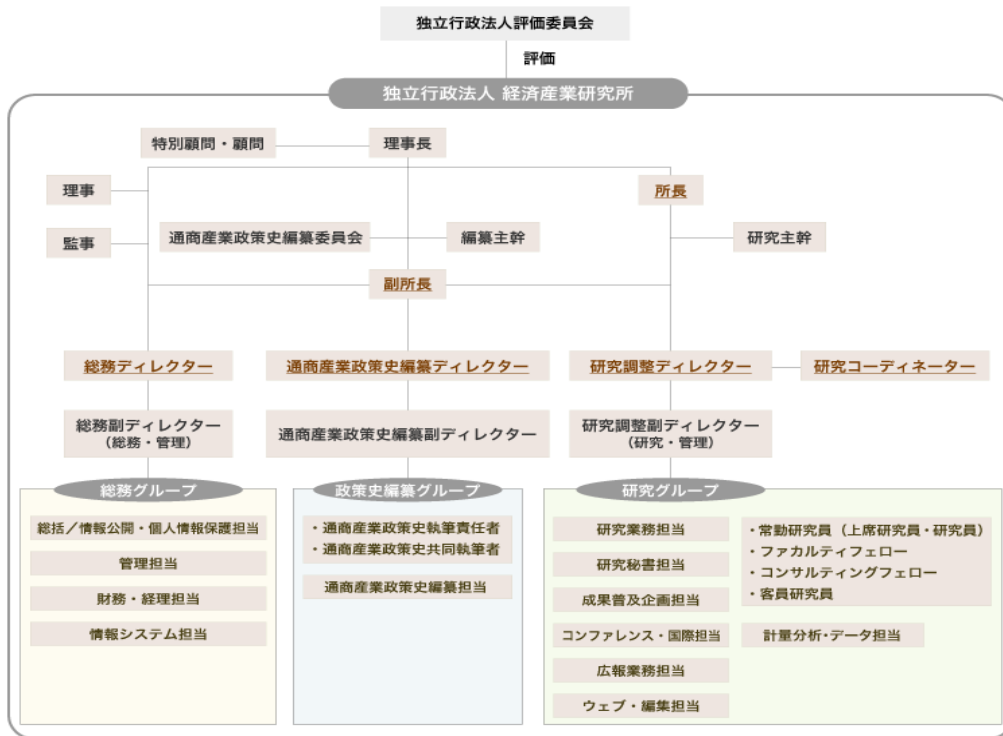 独立行政法人評価委員会
評価
独立行政法人 経済産業研究所
特別顧問・顧問
理事長
理事
所長
監事
通商産業政策史編纂委員会
編纂主幹
研究主幹
副所長
総務ディレクター
通商産業政策史編纂ディレクター
研究調整ディレクター
研究コーディネーター
総務副ディレクター
（総務・管理）
通商産業政策史編纂副ディレクター
研究調整副ディレクター
（研究・管理）
総務グループ
総括／情報公開・個人情報保護担当
管理担当
財務・経理担当
情報システム担当
政策史編纂グループ
・通商産業政策史執筆責任者
・通商産業政策史共同執筆者
通商産業政策史編纂担当
研究グループ
研究業務担当
研究秘書担当
成果普及企画担当
コンファレンス・国際担当
広報業務担当
ウェブ・編集担当
・常勤研究員（上席研究員・研究員）
・ファカルティフェロー
・コンサルティングフェロー
・客員研究員
計量分析・データ担当